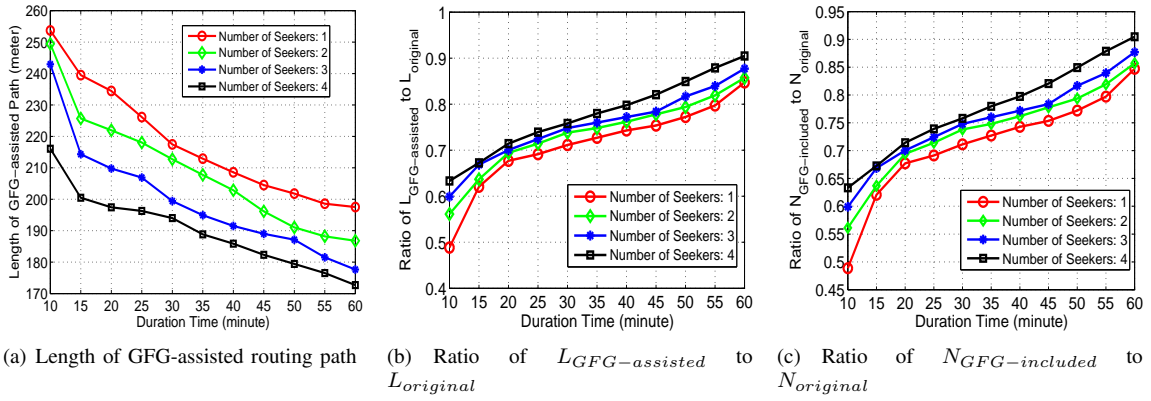 260
250
240
230
220
210
200
190
180
170
10 15 20 25 30 35 40 45 50 55 60
Length of GFG-assisted Path (meter)
Duration Time (minute)
Number of Seekers: 1
Number of Seekers: 2
Number of Seekers: 3
Number of Seekers: 4
(a) Length of GFG-assisted routing path
1
0.9
0.8
0.7
0.6
0.5
0.4
10 15 20 25 30 35 40 45 50 55 60
Ratio of L_GFG-assisted to L_original
Duration Time (minute)
Number of Seekers: 1
Number of Seekers: 2
Number of Seekers: 3
Number of Seekers: 4
(b) Ratio of L_GFG-assisted to
L_original
0.95
0.9
0.85
0.8
0.75
0.7
0.65
0.6
0.55
0.5
0.45
10 15 20 25 30 35 40 45 50 55 60
Ratio of N_GFG-included to N_original
Duration Time (minute)
Number of Seekers: 1
Number of Seekers: 2
Number of Seekers: 3
Number of Seekers: 4
(c) Ratio of N_GFG-included to
N_original